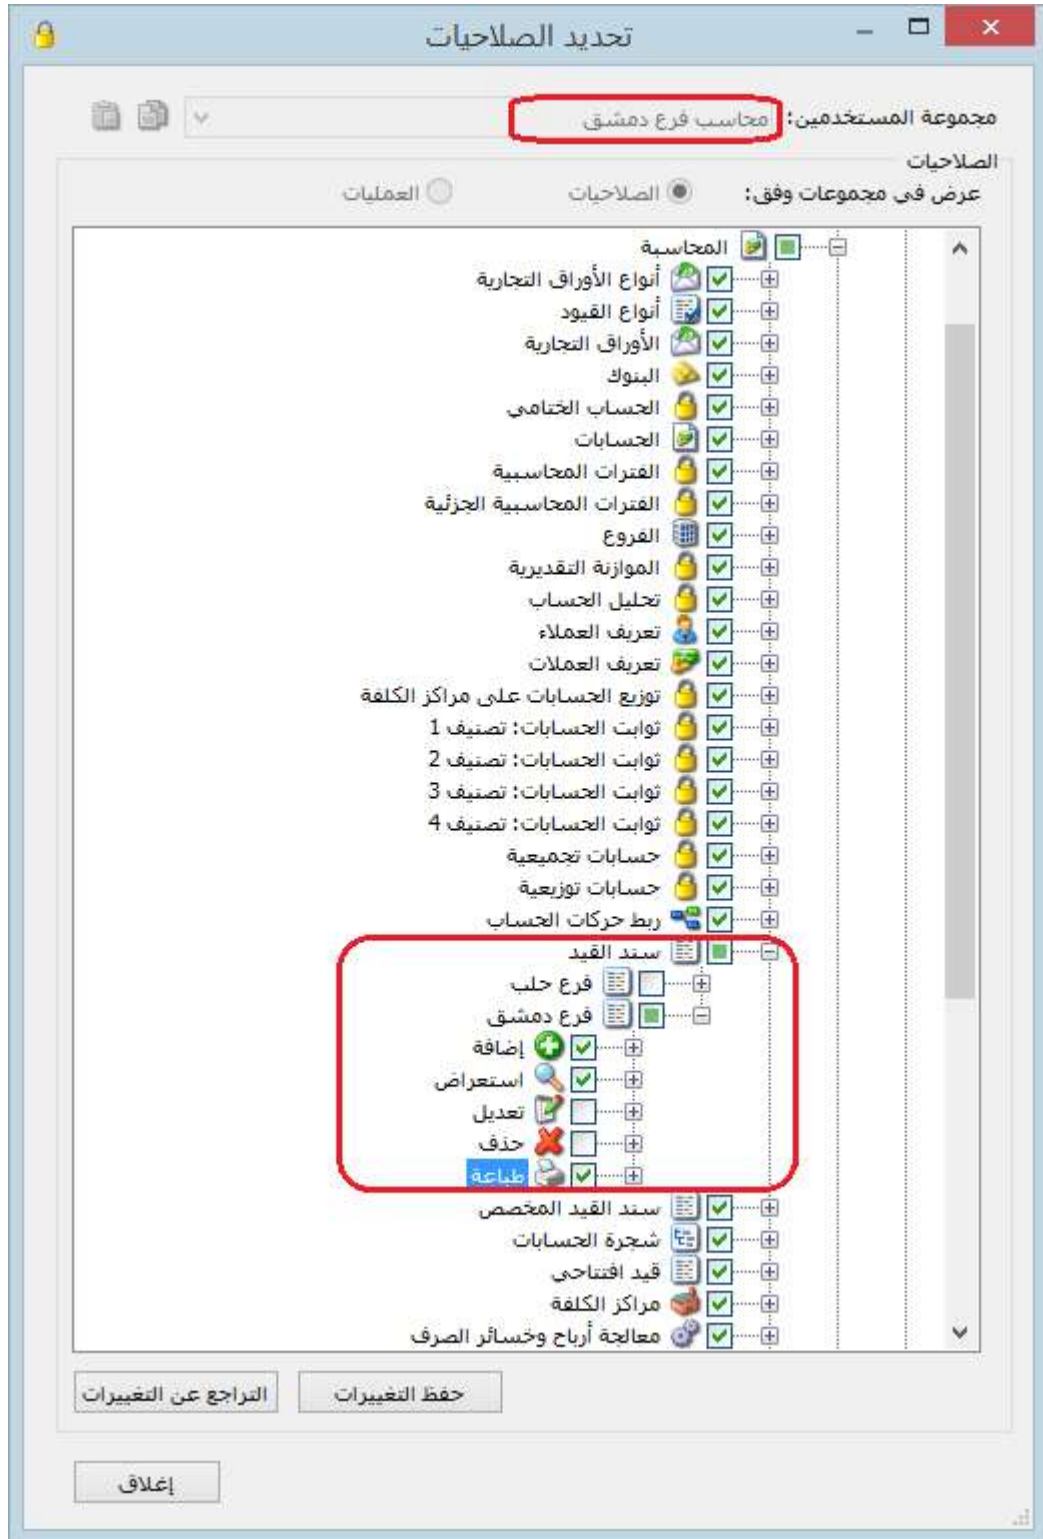 تحديد الصلاحيات
مجموعة المستخدمين: محاسب فرع دمشق
الصلاحيات
عرض في مجموعات وفق: الصلاحيات العمليات
المحاسبة
أنواع الأوراق التجارية
أنواع القيود
الأوراق التجارية
البنوك
الحساب الختامي
الحسابات
الفترات المحاسبية
الفترات المحاسبية الجزئية
الفروع
الموازنة التقديرية
تحليل الحساب
تعريف العملاء
تعريف العملات
توزيع الحسابات على مراكز الكلفة
ثوابت الحسابات: تصنيف 1
ثوابت الحسابات: تصنيف 2
ثوابت الحسابات: تصنيف 3
ثوابت الحسابات: تصنيف 4
حسابات تجميعية
حسابات توزيعية
ربط حركات الحساب
سند القيد
فرع حلب
فرع دمشق
إضافة
استعراض
تعديل
حذف
طباعة
سند القيد المخصص
شجرة الحسابات
قيد افتتاحي
مراكز الكلفة
معالجة أرباح وخسائر الصرف
حفظ التغييرات التراجع عن التغييرات
إغلاق